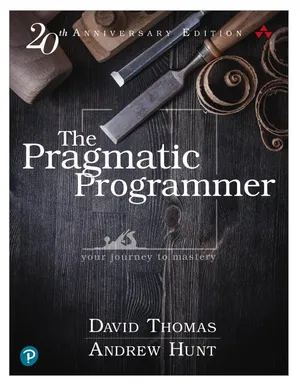 20th ANNIVERSARY EDITION
The
Pragmatic
Programmer
your journey to mastery
DAVID THOMAS
ANDREW HUNT
P